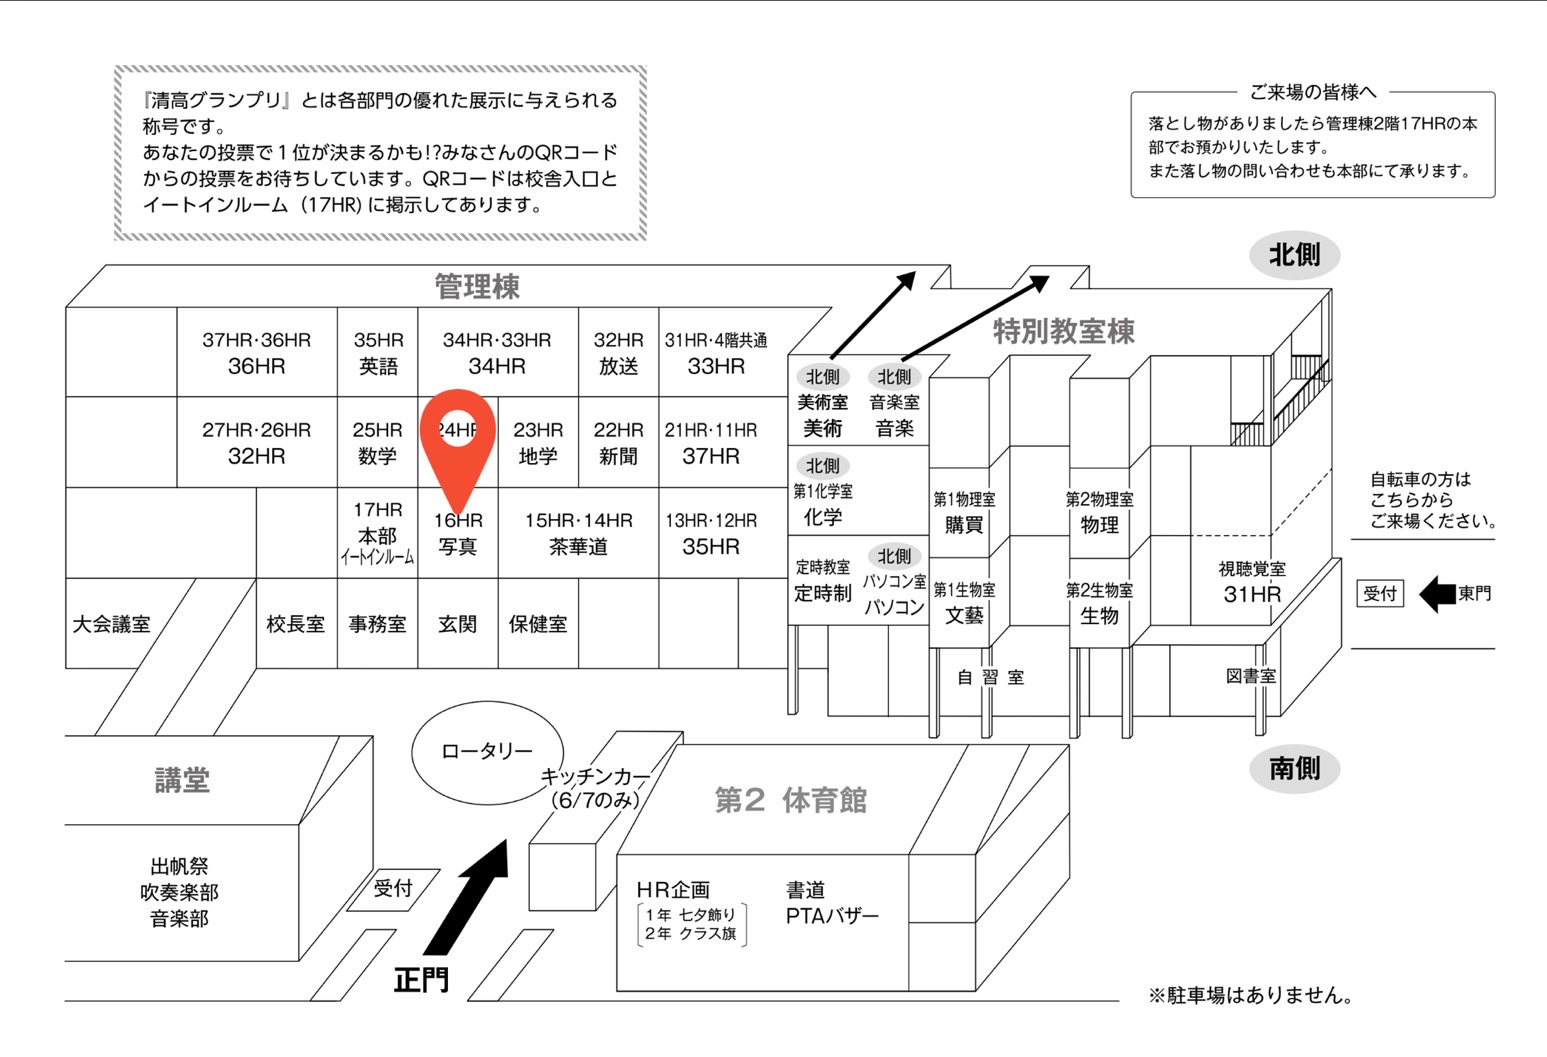 『清高グランプリ』とは各部門の優れた展示に与えられる
称号です。
あなたの投票で1位が決まるかも!?みなさんのQRコード
からの投票をお待ちしています。QRコードは校舎入口と
イートインルーム（17HR)に掲示してあります。
ご来場の皆様へ
落とし物がありましたら管理棟2階17HRの本
部でお預かりいたします。
また落し物の問い合わせも本部にて承ります。
北側
管理棟
特別教室棟
37HR·36HR
36HR
35HR
英語
34HR·33HR
34HR
32HR
放送
31HR·4階共通
33HR
27HR·26HR
32HR
25HR
数学
24HR
23HR
地学
22HR
新聞
21HR·11HR
37HR
17HR
本部
イートインルーム
16HR
写真
15HR·14HR
茶華道
13HR·12HR
35HR
大会議室
校長室
事務室
玄関
保健室
北側
美術室
美術
北側
音楽室
音楽
北側
第1化学室
化学
定時教室
定時制
北側
パソコン室
パソコン
第1物理室
購買
第2物理室
物理
第1生物室
文藝
第2生物室
生物
視聴覚室
31HR
自習室
図書室
自転車の方は
こちらから
ご来場ください。
受付
東門
南側
講堂
出帆祭
吹奏楽部
音楽部
ロータリー
キッチンカー
(6/7のみ)
受付
正門
第2 体育館
HR企画
1年 七夕飾り
2年 クラス旗
書道
PTAバザー
※駐車場はありません。